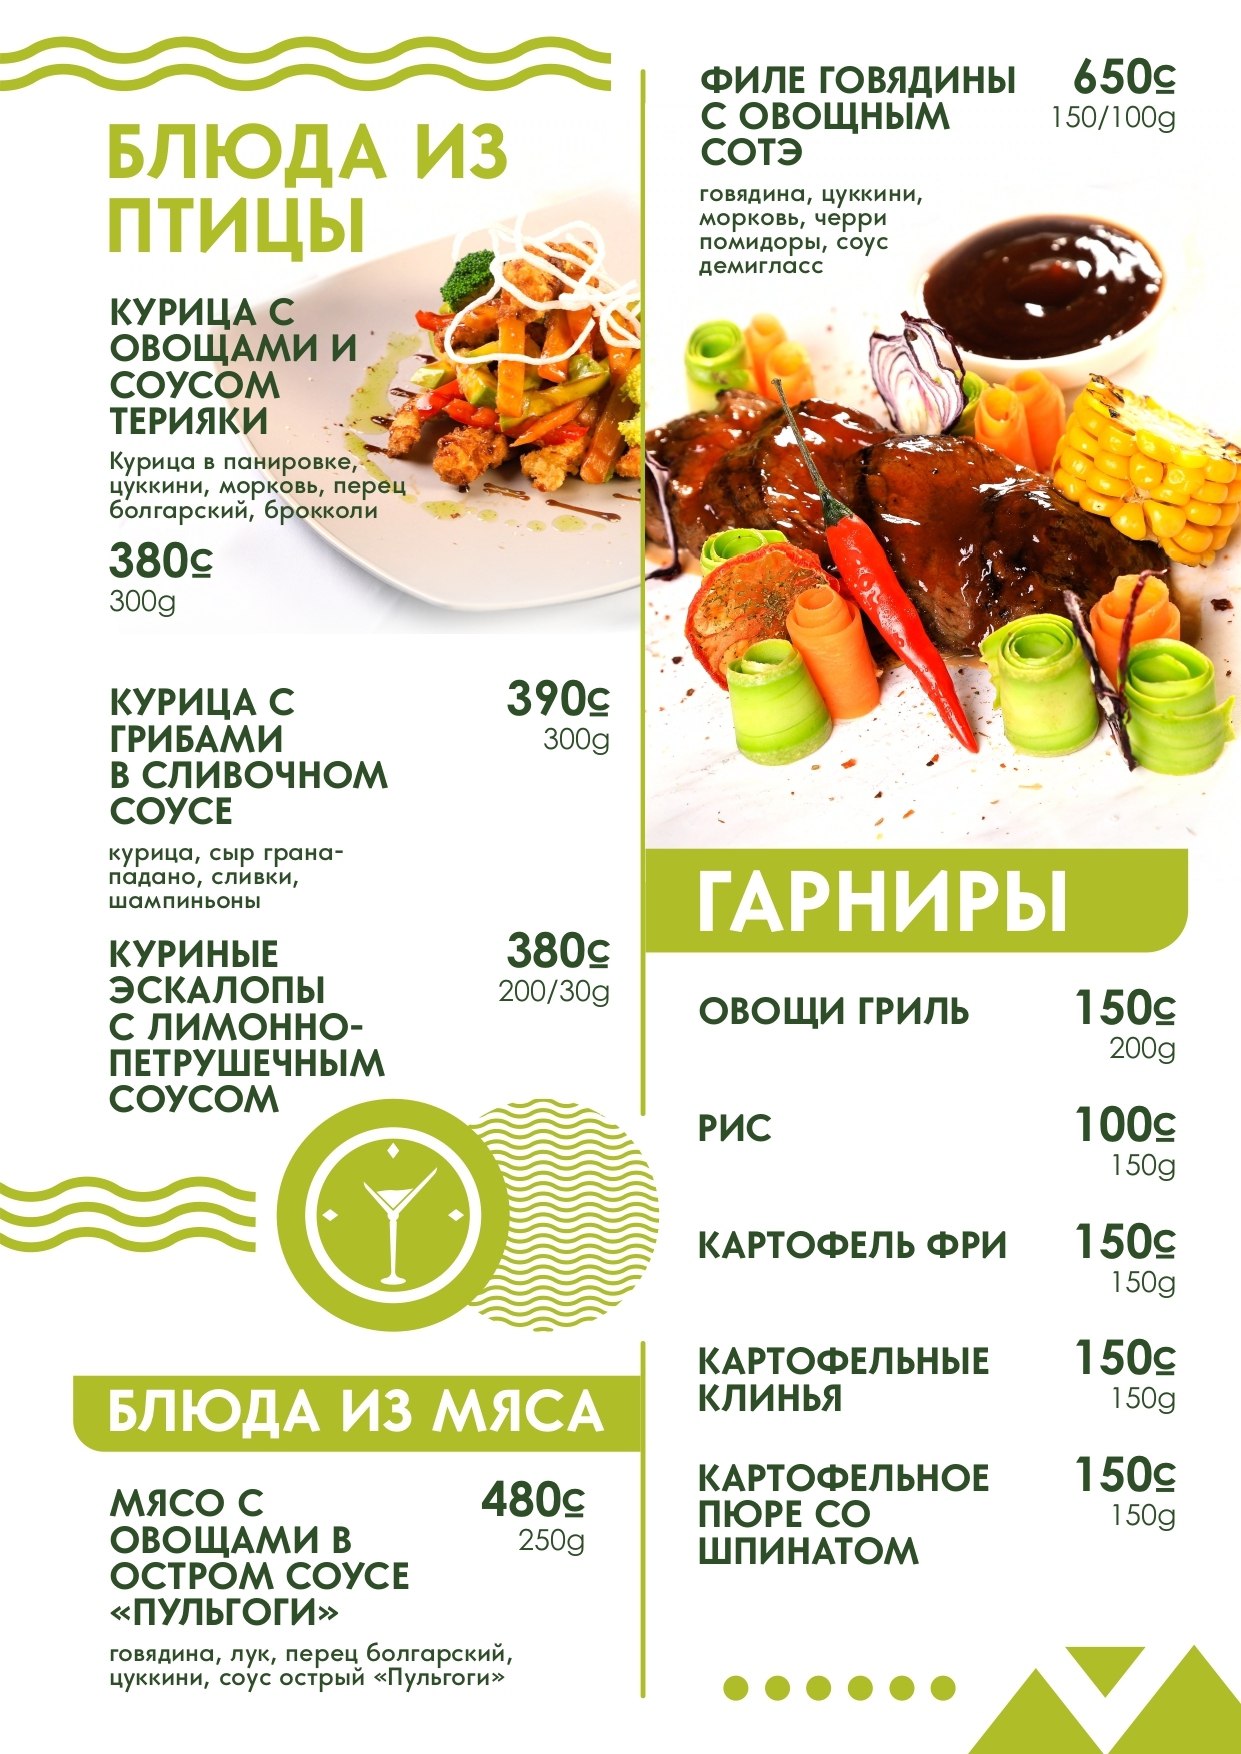 БЛЮДА ИЗ
ПТИЦЫ
КУРИЦА С
ОВОЩАМИ И
СОУСОМ
ТЕРИЯКИ
Курица в панировке,
цуккини, морковь, перец
болгарский, брокколи
380с
300g
КУРИЦА С
ГРИБАМИ
В СЛИВОЧНОМ
СОУСЕ
390с
300g
курица, сыр грана-
падано, сливки,
шампиньоны
КУРИНЫЕ
ЭСКАЛОПЫ
С ЛИМОННО-
ПЕТРУШЕЧНЫМ
СОУСОМ
380с
200/30g
БЛЮДА ИЗ МЯСА
МЯСО С
ОВОЩАМИ В
ОСТРОМ СОУСЕ
«ПУЛЬГОГИ»
480с
250g
говядина, лук, перец болгарский,
цуккини, соус острый «Пульгоги»
ФИЛЕ ГОВЯДИНЫ
С ОВОЩНЫМ
СОТЭ
650с
150/100g
говядина, цуккини,
морковь, черри
помидоры, соус
демигласс
ГАРНИРЫ
ОВОЩИ ГРИЛЬ 150с
200g
РИС 100с
150g
КАРТОФЕЛЬ ФРИ 150с
150g
КАРТОФЕЛЬНЫЕ
КЛИНЬЯ
150с
150g
КАРТОФЕЛЬНОЕ
ПЮРЕ СО
ШПИНАТОМ
150с
150g